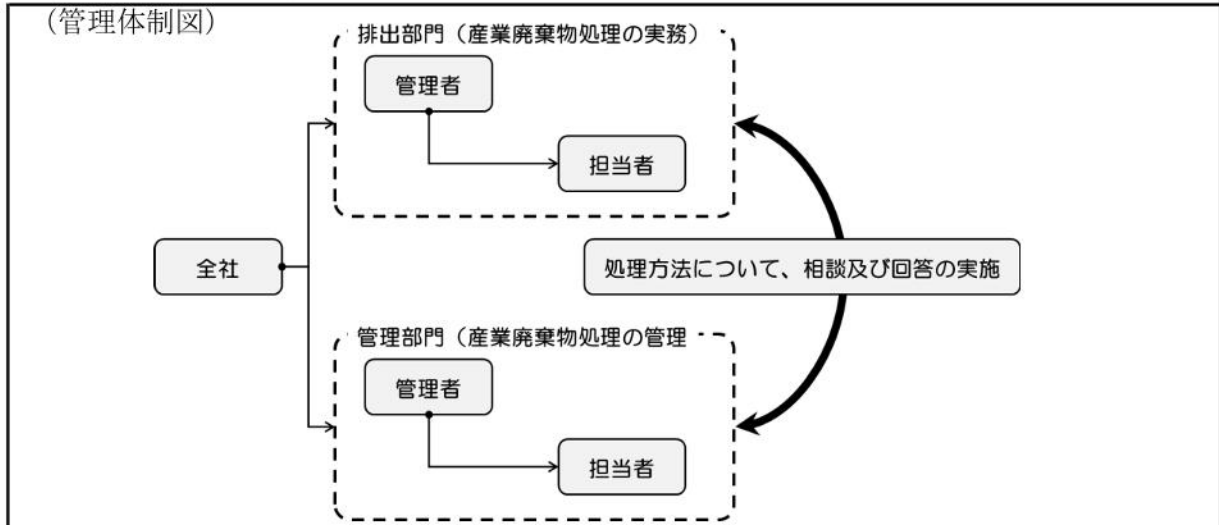 (管理体制図)
排出部門(産業廃棄物処理の実務)
管理者
担当者
全社
処理方法について、相談及び回答の実施
管理部門(産業廃棄物処理の管理
管理者
担当者